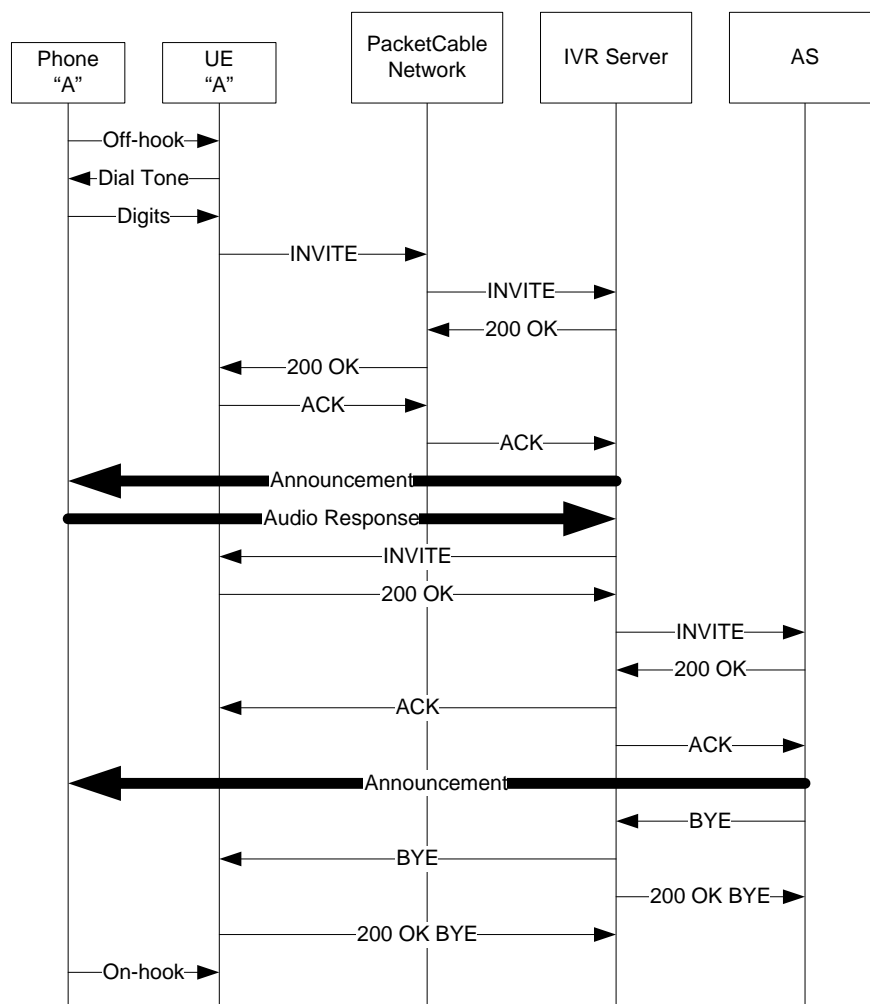 Phone
“A”
UE
“A”
PacketCable
Network
IVR Server
AS
Off-hook
Dial Tone
Digits
INVITE
INVITE
200 OK
200 OK
ACK
ACK
Announcement
Audio Response
INVITE
200 OK
INVITE
200 OK
ACK
ACK
Announcement
BYE
BYE
200 OK BYE
200 OK BYE
On-hook